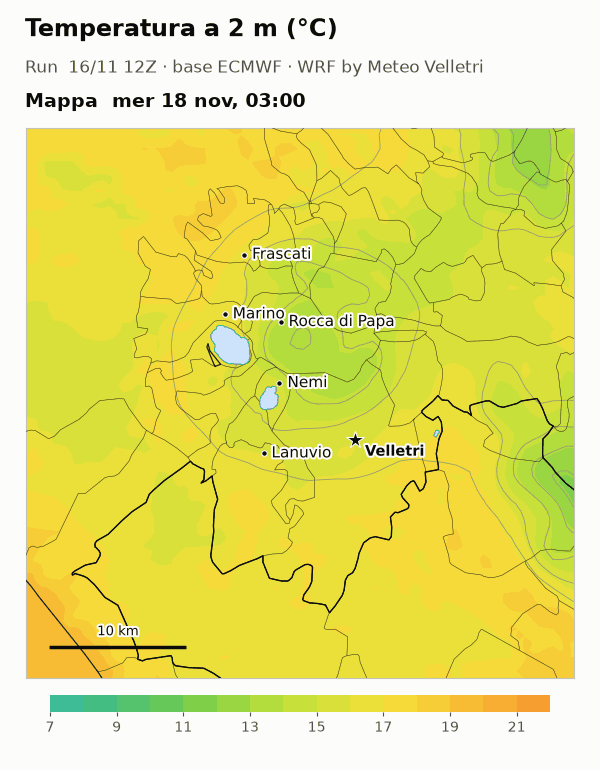 Temperatura a 2 m (°C)
Run  16/11 12Z · base ECMWF · WRF by Meteo Velletri
Mappa  mer 18 nov, 03:00
Frascati
Marino
Rocca di Papa
Nemi
Velletri
Lanuvio
10 km
7 9 11 13 15 17 19 21